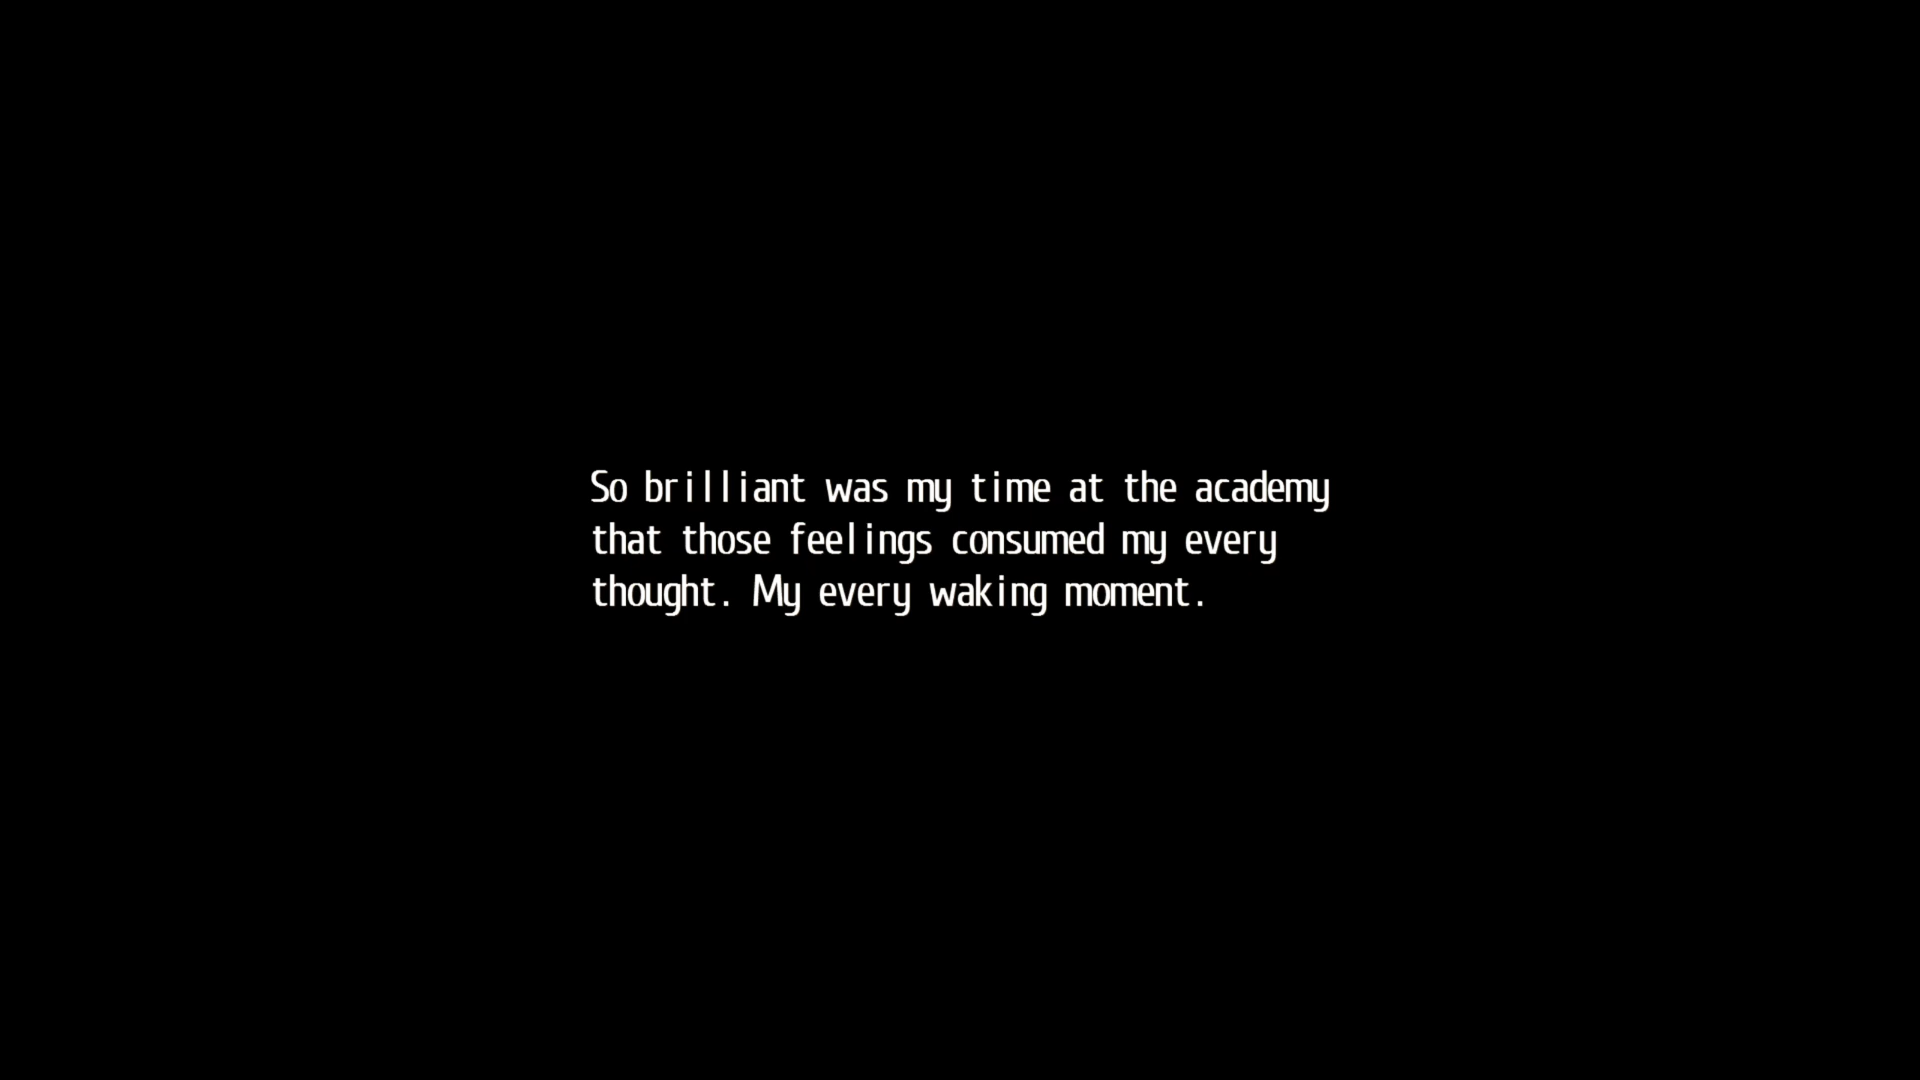 So brilliant was my time at the academy
that those feelings consumed my every
thought. My every waking moment.